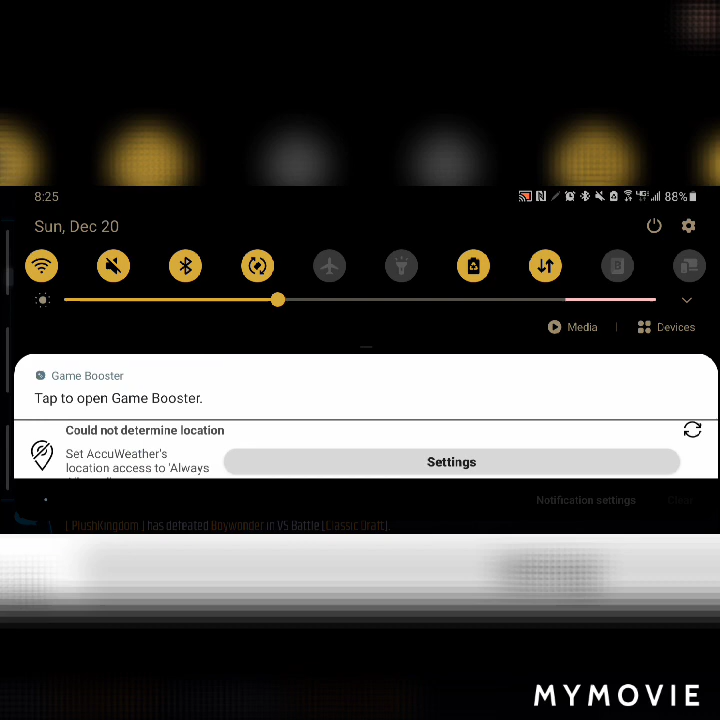 8:25
88%
Sun, Dec 20
Media
Devices
Game Booster
Tap to open Game Booster.
Could not determine location
Set AccuWeather's
location access to 'Always
Settings
Notification settings
Clear
[ PlushKingdom ] has defeated Boywonder in VS Battle [Classic Draft].
MYMOVIE